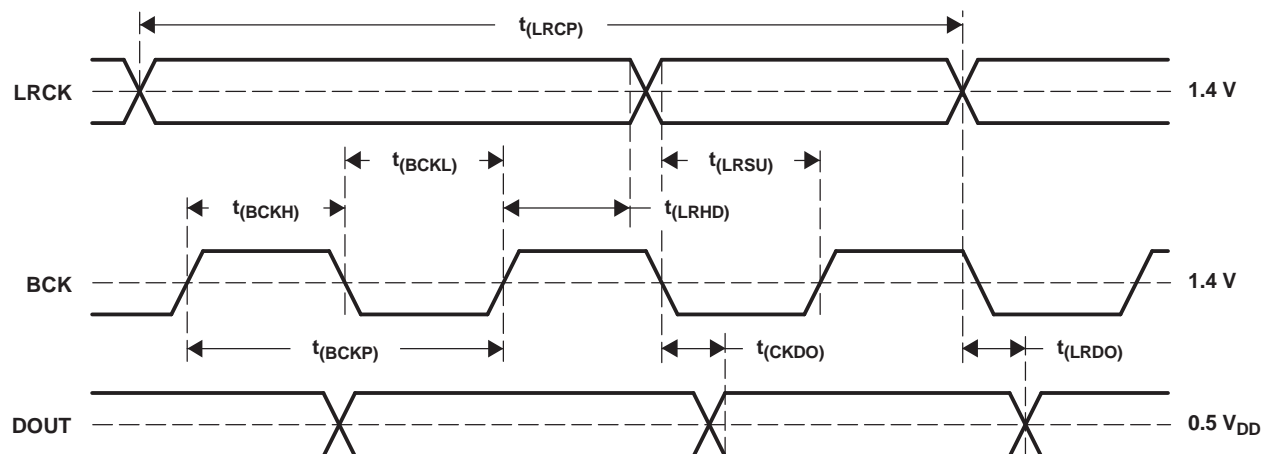 t(LRCP)
LRCK
1.4 V
t(BCKL)
t(LRSU)
t(BCKH)
t(LRHD)
BCK
1.4 V
t(BCKP)
t(CKDO)
t(LRDO)
DOUT
0.5 VDD